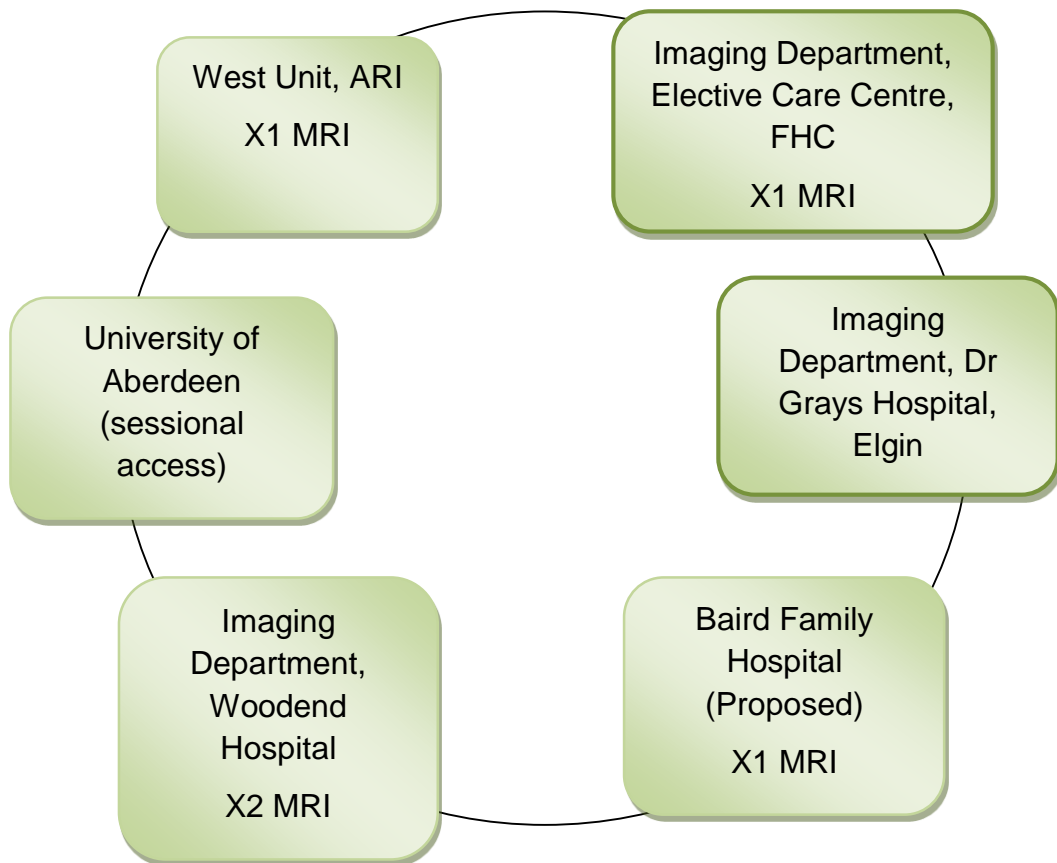 West Unit, ARI
X1 MRI
Imaging Department,
Elective Care Centre,
FHC
X1 MRI
Imaging
Department, Dr
Grays Hospital,
Elgin
Baird Family
Hospital
(Proposed)
X1 MRI
Imaging
Department,
Woodend
Hospital
X2 MRI
University of
Aberdeen
(sessional
access)